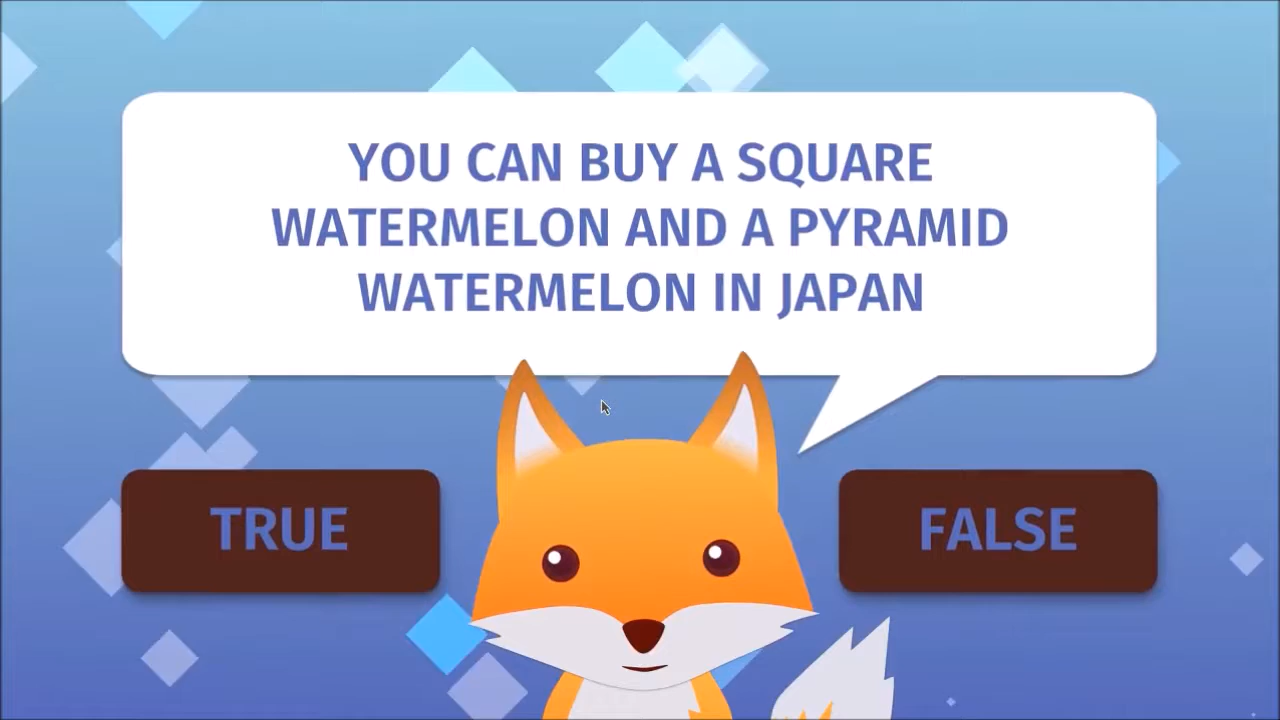 YOU CAN BUY A SQUARE
WATERMELON AND A PYRAMID
WATERMELON IN JAPAN
TRUE
FALSE